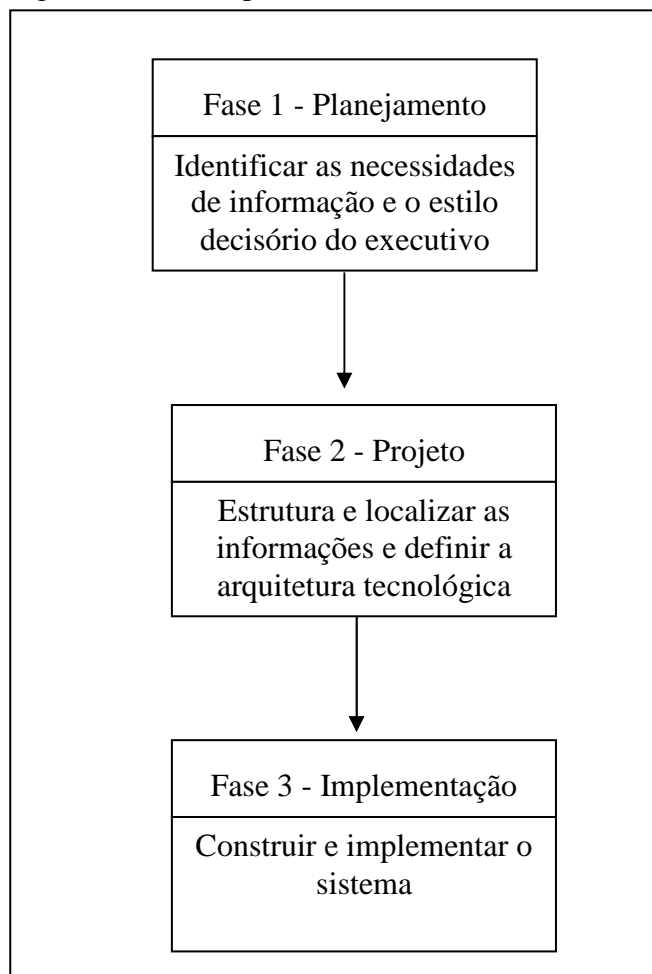 Fase 1 - Planejamento
Identificar as necessidades
de informação e o estilo
decisório do executivo
Fase 2 - Projeto
Estrutura e localizar as
informações e definir a
arquitetura tecnológica
Fase 3 - Implementação
Construir e implementar o
sistema